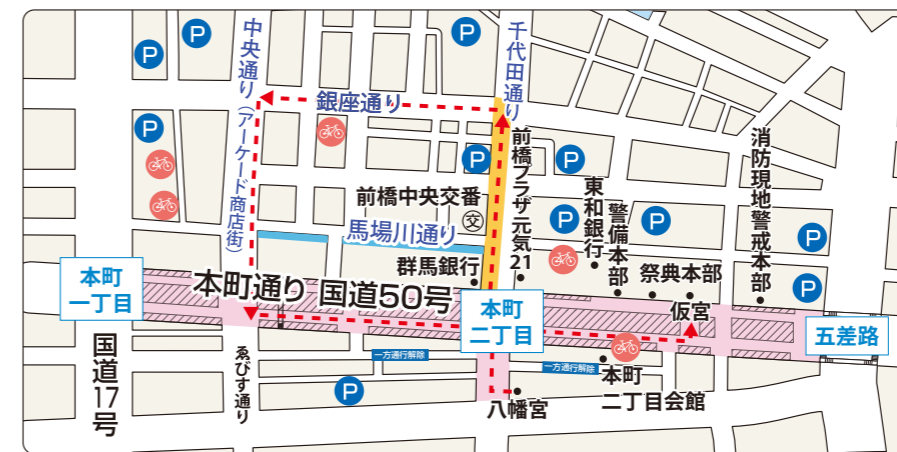 P
P
中央通り（アーケード商店街）
P
千代田通り
銀座通り
P
前橋中央交番
交
P
前橋プラザ元気21
P
東和銀行
消防現地警戒本部
馬場川通り
P
警備本部
P
P
群馬銀行
祭典本部
P
本町
一丁目
本町通り 国道50号
本町
二丁目
仮宮
五差路
国道17号
ゑびす通り
一方通行解除
一方通行解除
P
八幡宮
本町
二丁目会館